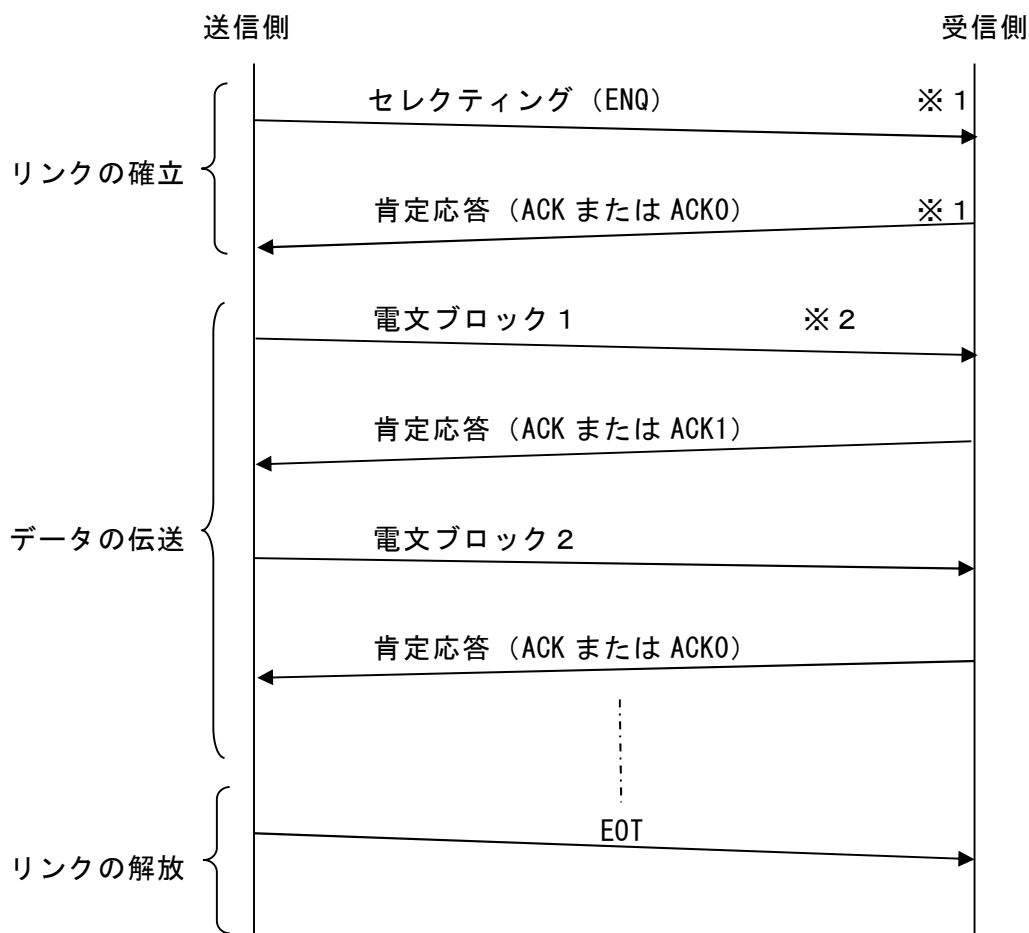 送信側 受信側
セレクティング(ENQ) ※1
リンクの確立
肯定応答(ACK または ACK0) ※1
電文ブロック1 ※2
肯定応答(ACK または ACK1)
データの伝送
電文ブロック2
肯定応答(ACK または ACK0)
EOT
リンクの解放